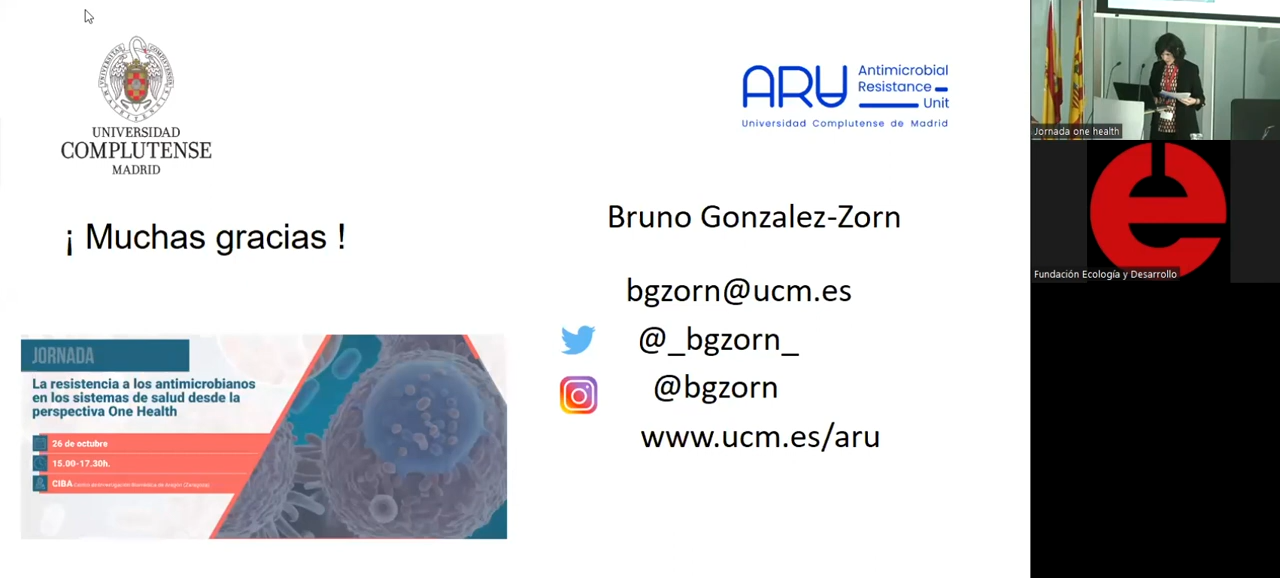 UNIVERSIDAD
COMPLUTENSE
MADRID
ARU
Antimicrobial
Resistance
Unit
Universidad Complutense de Madrid
¡ Muchas gracias !
Bruno Gonzalez-Zorn
bgzorn@ucm.es
@_bgzorn_
@bgzorn
www.ucm.es/aru
JORNADA
La resistencia a los antimicrobianos
en los sistemas de salud desde la
perspectiva One Health
26 de octubre
15.00-17.30h.
CIBA
Jornada one health
e
Fundación Ecología y Desarrollo